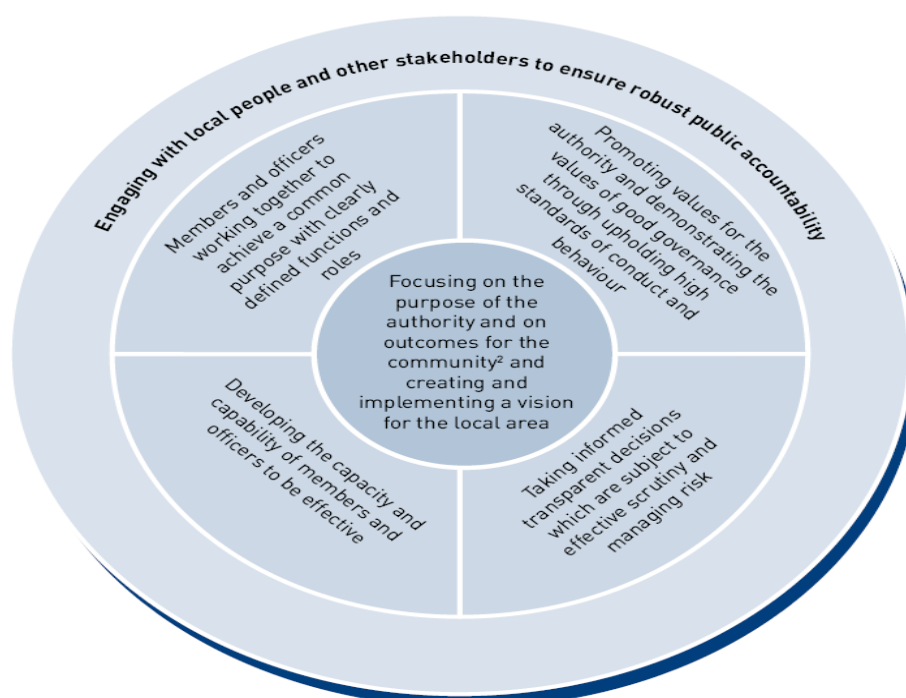 Engaging with local people and other stakeholders to ensure robust public accountability
Members and officers
working together to
achieve a common
purpose with clearly
defined functions and
roles
Promoting values for the
authority and demonstrating the
values of good governance
through upholding high
standards of conduct and
behaviour
Focusing on the
purpose of the
authority and on
outcomes for the
community² and
creating and
implementing a vision
for the local area
Developing the capacity and
capability of members and
officers to be effective
Taking informed
transparent decisions
which are subject to
effective scrutiny and
managing risk